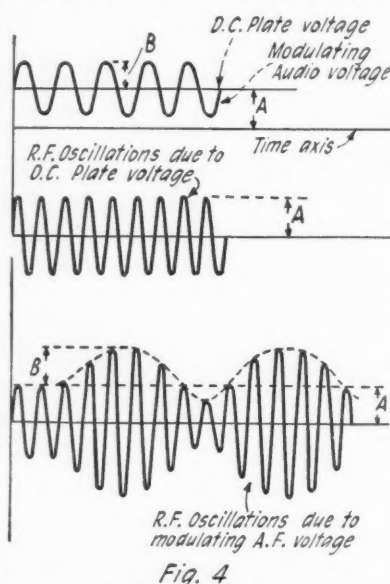 D.C. Plate voltage
B
Modulating
Audio voltage
A
Time axis
R.F. Oscillations due to
D.C. Plate voltage
A
B
A
R.F. Oscillations due to
modulating A.F. voltage
Fig. 4